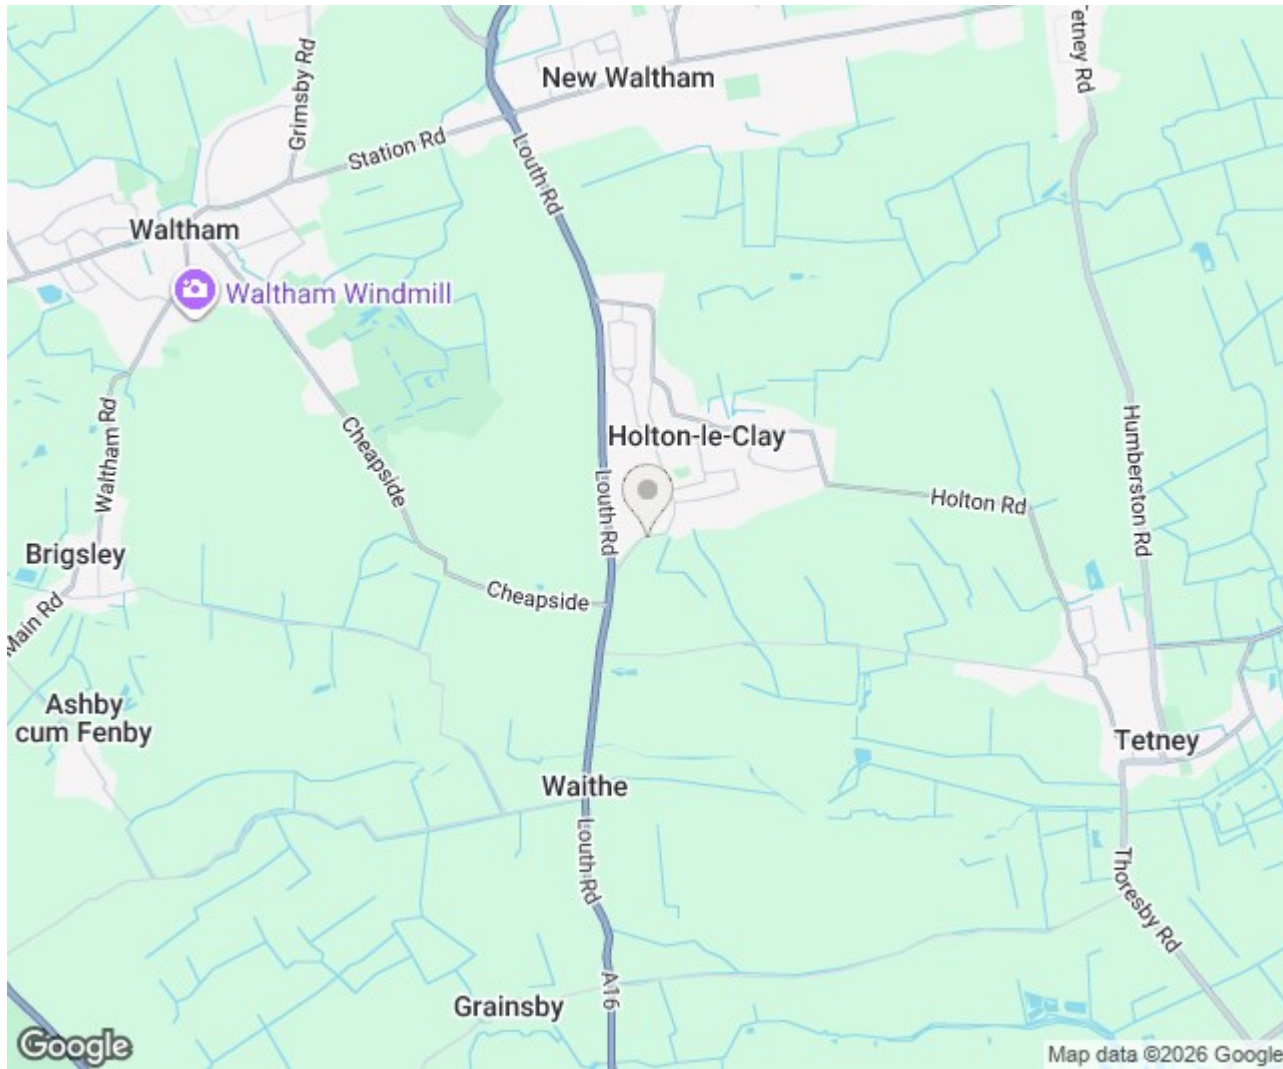 Tetney Rd
New Waltham
Grimsby Rd
Station Rd
Louth Rd
Waltham
Waltham Windmill
Waltham Rd
Cheapside
Holton-le-Clay
Humberston Rd
Louth Rd
Holton Rd
Brigsley
Cheapside
Main Rd
Ashby
cum Fenby
Tetney
Waithe
Louth Rd
Thoresby Rd
A16
Grainsby
Google
Map data ©2026 Google